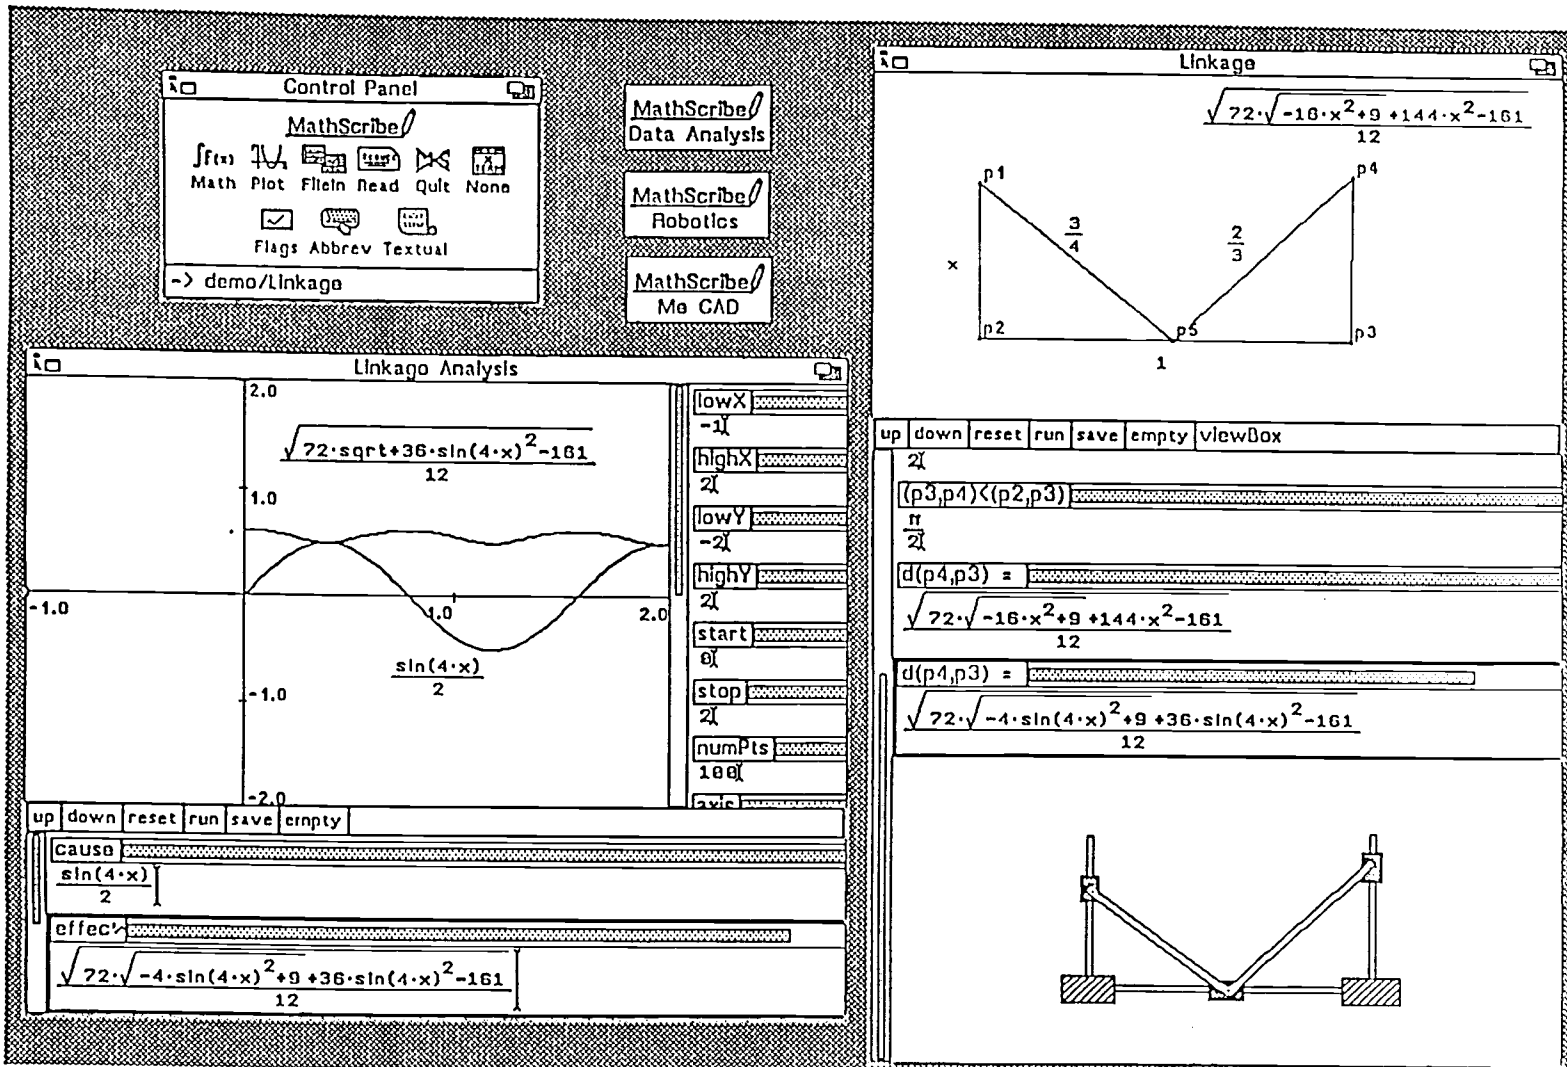 Control Panel
MathScribe
∫f(x)
Math Plot FileIn Read Quit None
Flags Abbrev Textual
-> demo/Linkage
MathScribe
Data Analysis
MathScribe
Robotics
MathScribe
Me CAD
Linkage Analysis
2.0
√(72·sqrt+36·sin(4·x)^2-161)
12
1.0
-1.0
1.0
2.0
sin(4·x)
2
-1.0
-2.0
lowX
-1
highX
2
lowY
-2
highY
2
start
0
stop
2
numPts
100
axis
up down reset run save empty
cause
sin(4·x)
2
effec
√(72·√(-4·sin(4·x)^2+9)+36·sin(4·x)^2-161)
12
Linkage
√(72·√(-16·x^2+9)+144·x^2-161)
12
p1
p4
3
4
2
3
x
p2
p5
p3
1
up down reset run save empty viewBox
2
(p3,p4)<(p2,p3)
π
2
d(p4,p3) =
√(72·√(-16·x^2+9)+144·x^2-161)
12
d(p4,p3) =
√(72·√(-4·sin(4·x)^2+9)+36·sin(4·x)^2-161)
12